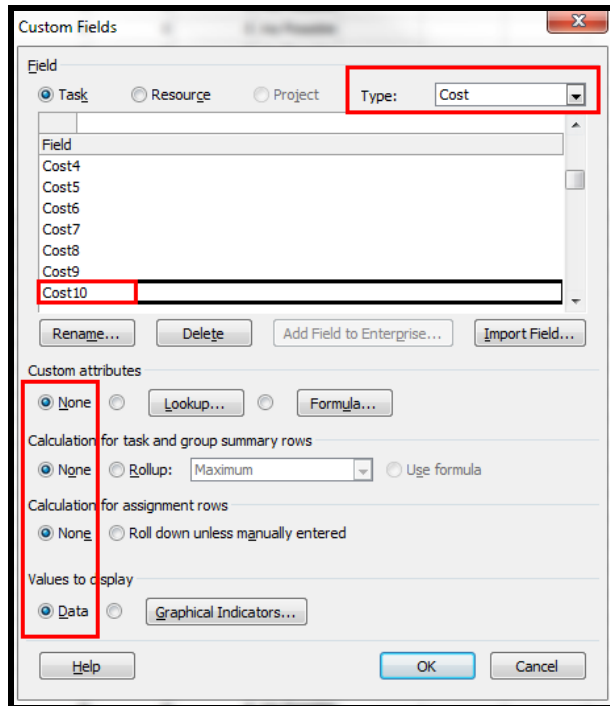 Custom Fields
Field
Task Resource Project Type: Cost
Field
Cost4
Cost5
Cost6
Cost7
Cost8
Cost9
Cost10
Rename... Delete Add Field to Enterprise... Import Field...
Custom attributes
None Lookup... Formula...
Calculation for task and group summary rows
None Rollup: Maximum Use formula
Calculation for assignment rows
None Roll down unless manually entered
Values to display
Data Graphical Indicators...
Help OK Cancel